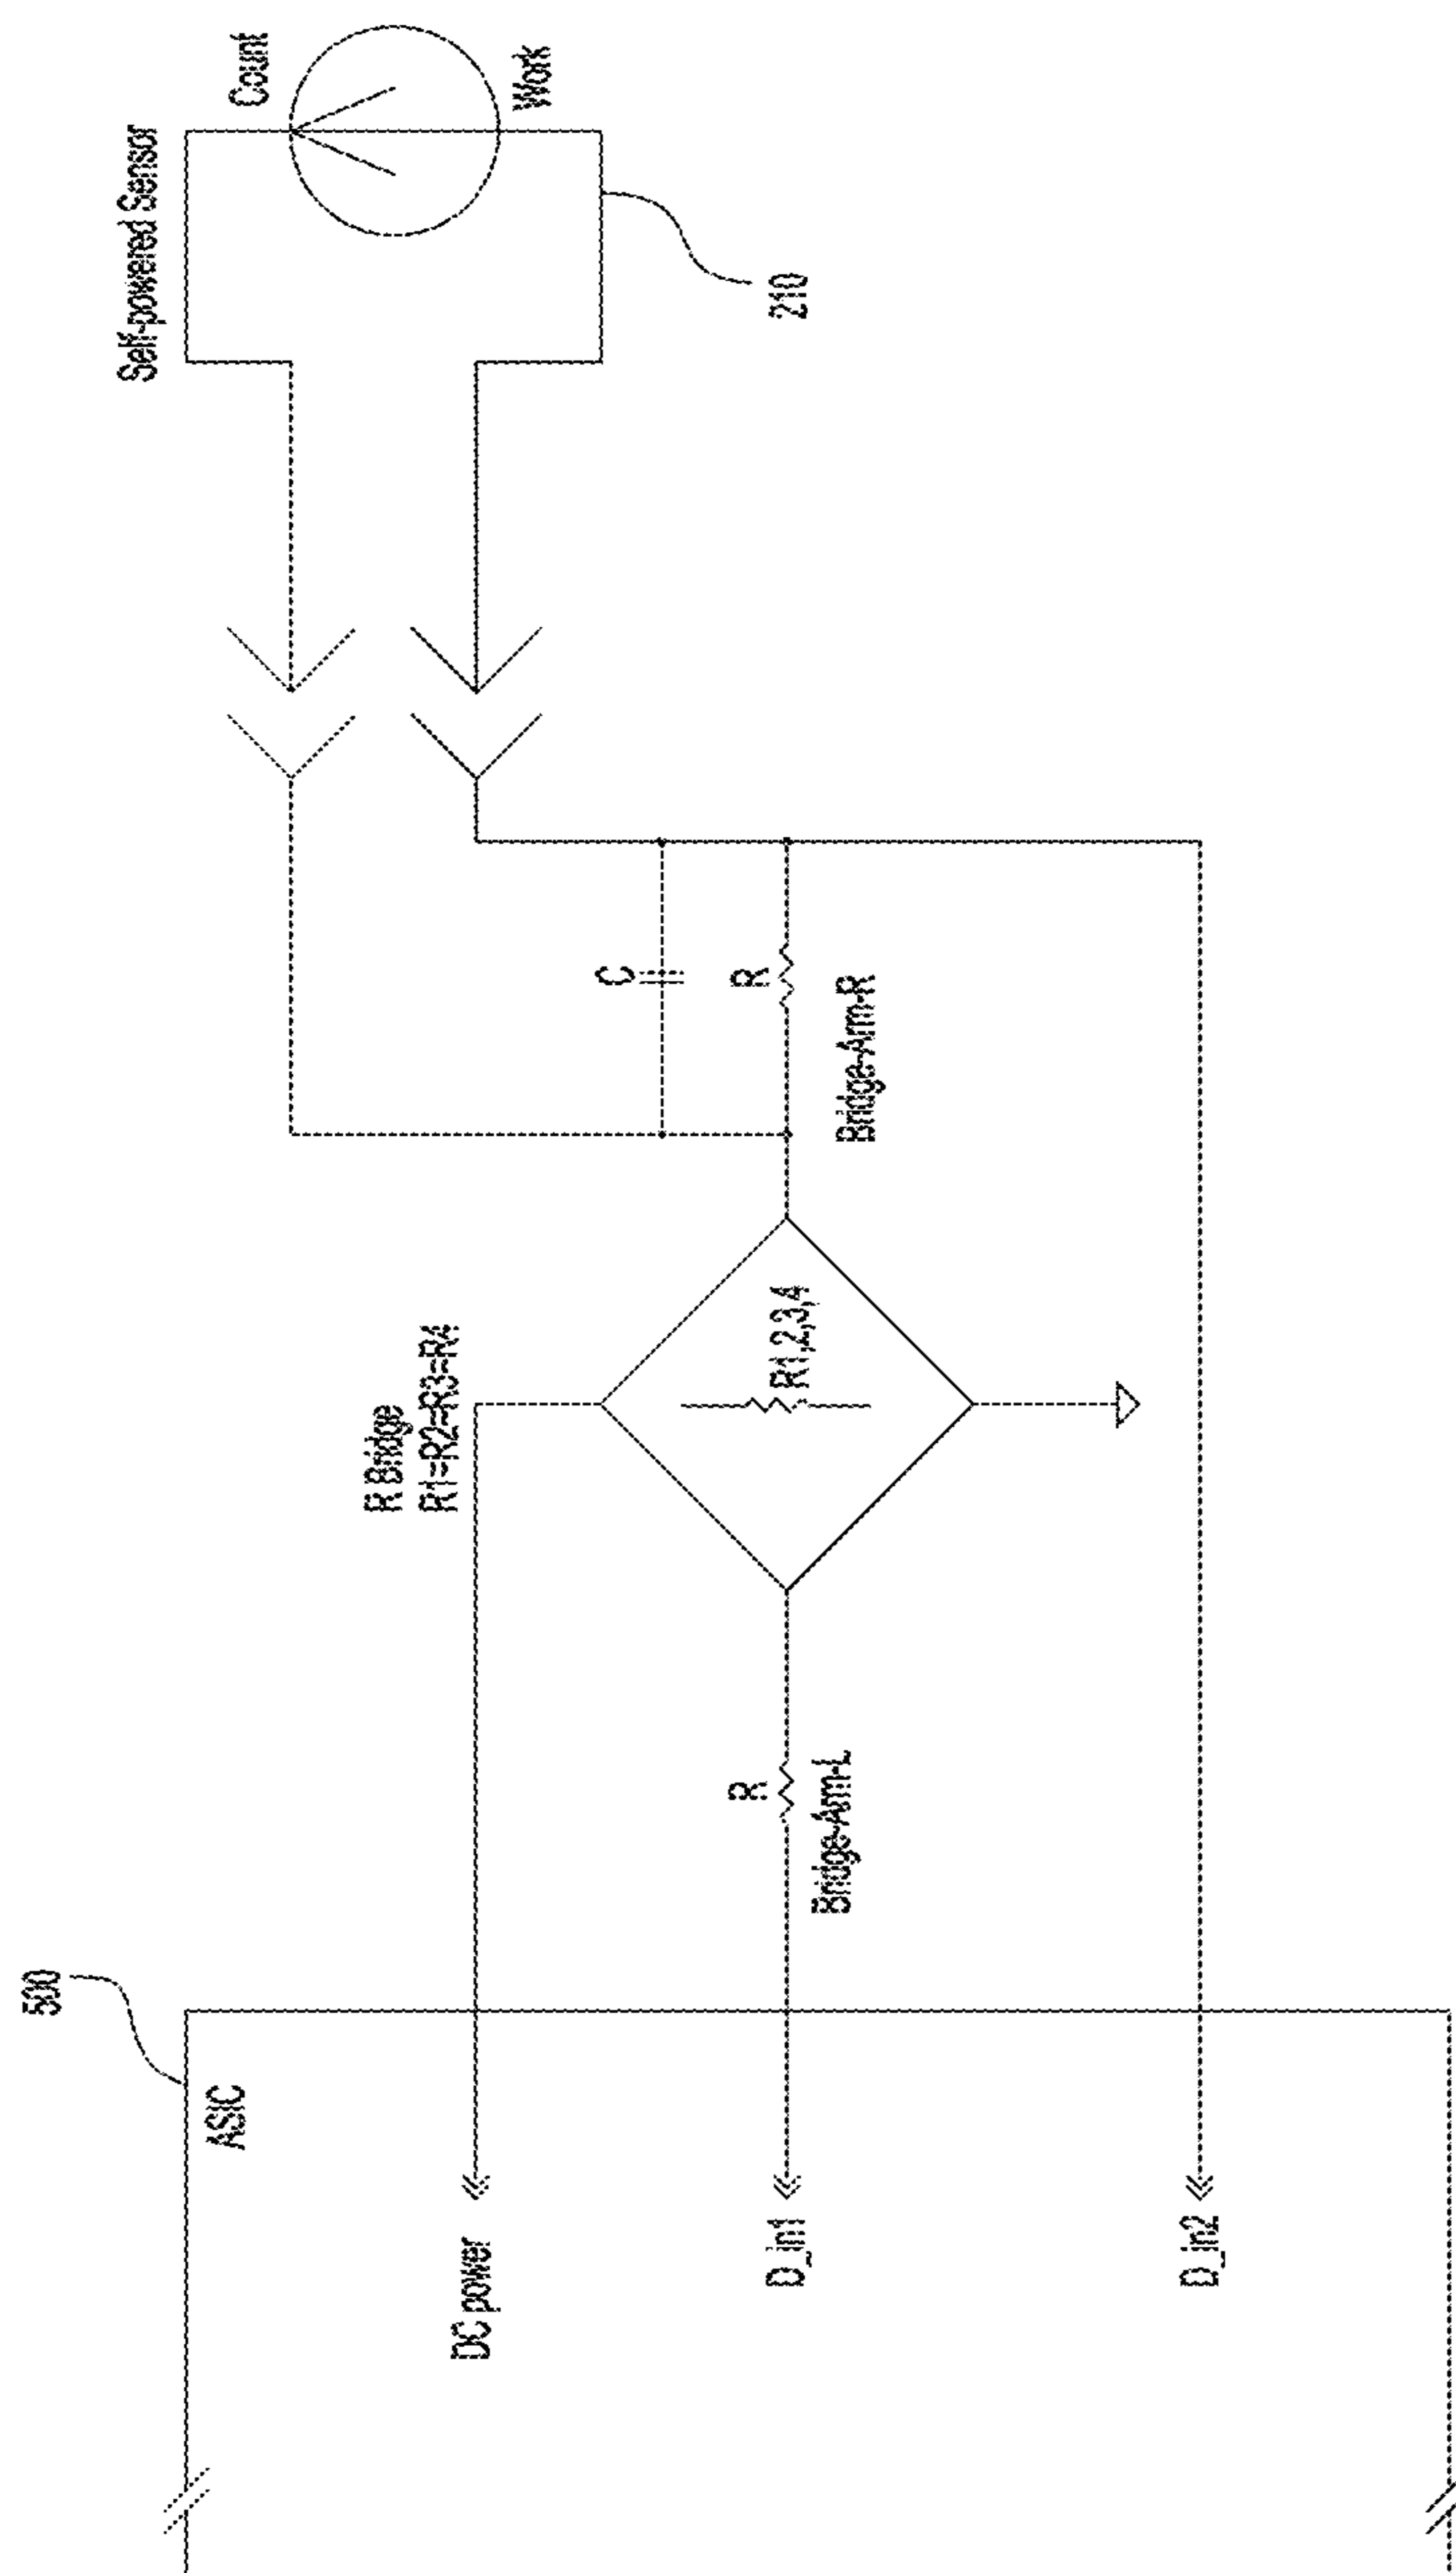 500
ASIC
DC power
D_in1
D_in2
R
Bridge-Arm-L
R Bridge
R1=R2=R3=R4
R1,2,3,4
C
R
Bridge-Arm-R
Self-powered Sensor
Count
Work
210